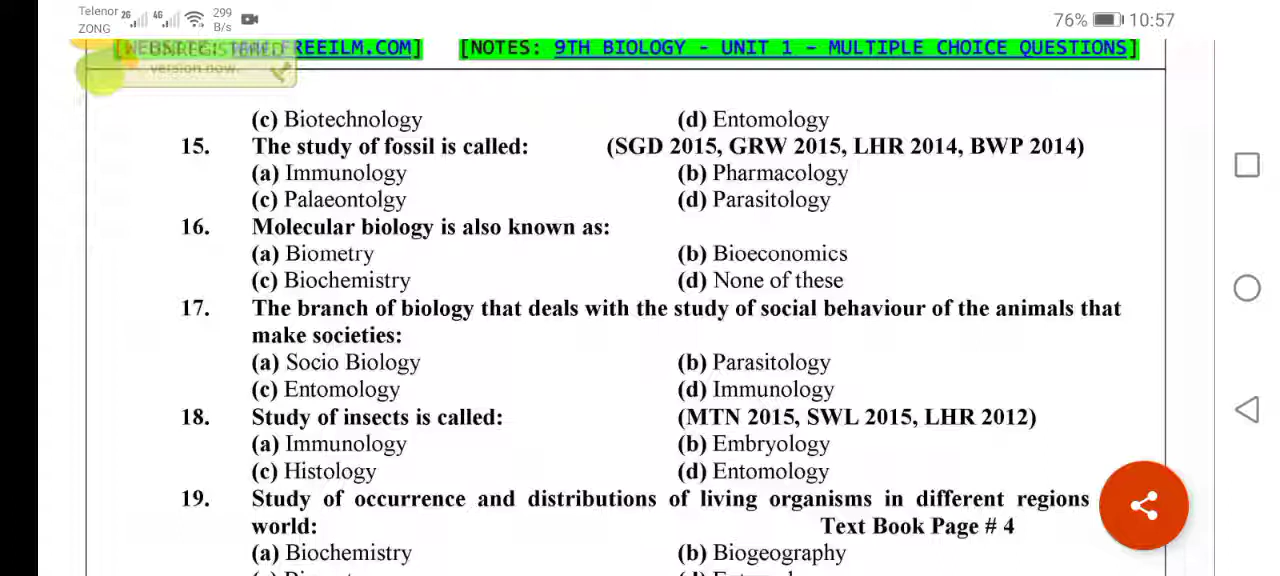 Telenor 2G 4G 299
ZONG B/s
76% 10:57
[WEBSITE: FREEILM.COM] [NOTES: 9TH BIOLOGY - UNIT 1 - MULTIPLE CHOICE QUESTIONS]
version now.
(c) Biotechnology (d) Entomology
15. The study of fossil is called: (SGD 2015, GRW 2015, LHR 2014, BWP 2014)
(a) Immunology (b) Pharmacology
(c) Palaeontolgy (d) Parasitology
16. Molecular biology is also known as:
(a) Biometry (b) Bioeconomics
(c) Biochemistry (d) None of these
17. The branch of biology that deals with the study of social behaviour of the animals that
make societies:
(a) Socio Biology (b) Parasitology
(c) Entomology (d) Immunology
18. Study of insects is called: (MTN 2015, SWL 2015, LHR 2012)
(a) Immunology (b) Embryology
(c) Histology (d) Entomology
19. Study of occurrence and distributions of living organisms in different regions
world: Text Book Page # 4
(a) Biochemistry (b) Biogeography